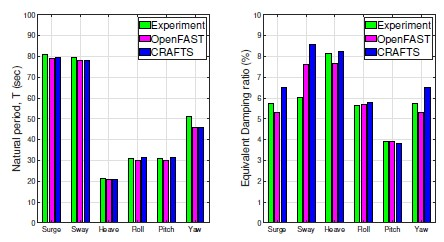 Natural period, T (sec)
100
90
80
70
60
50
40
30
20
10
0
Experiment
OpenFAST
CRAFTS
Surge Sway Heave Roll Pitch Yaw
Equivalent Damping ratio (%)
10
9
8
7
6
5
4
3
2
1
0
Experiment
OpenFAST
CRAFTS
Surge Sway Heave Roll Pitch Yaw